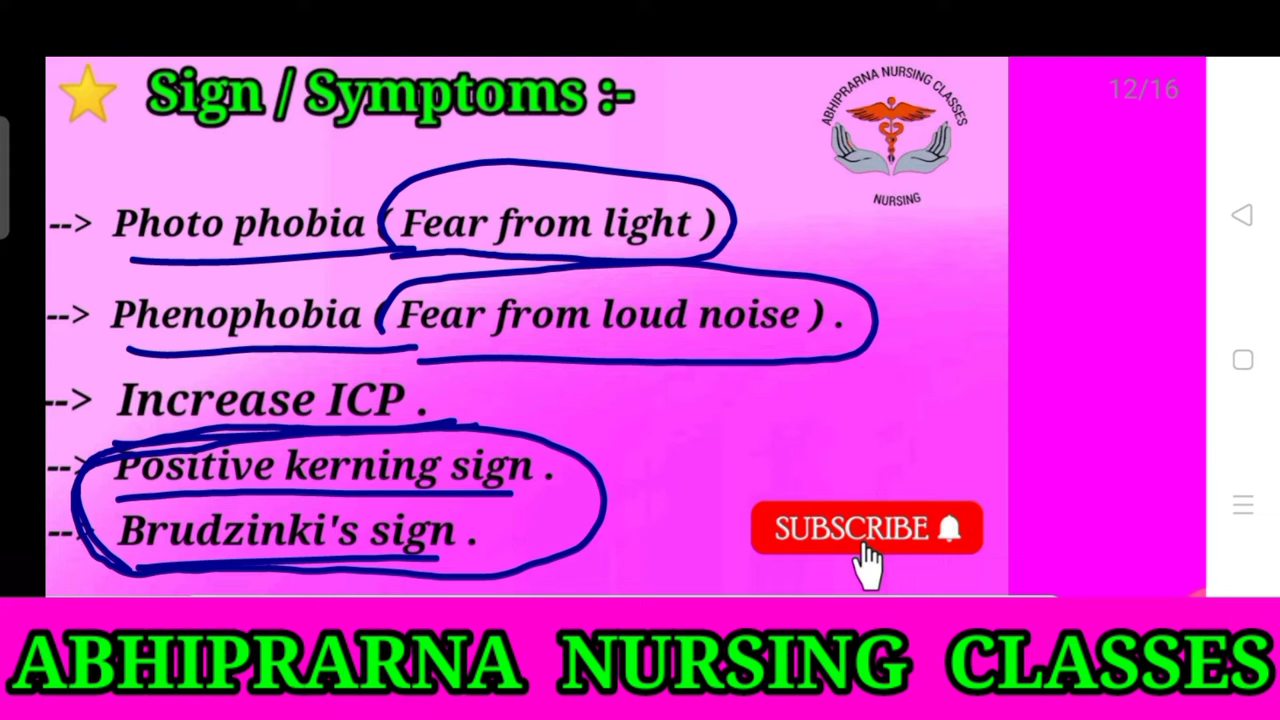 Sign / Symptoms :-
ABHIPRARNA NURSING CLASSES
NURSING
12/16
--> Photo phobia ( Fear from light )
--> Phenophobia ( Fear from loud noise ) .
--> Increase ICP .
--> Positive kerning sign .
--> Brudzinki's sign .
SUBSCRIBE
ABHIPRARNA NURSING CLASSES